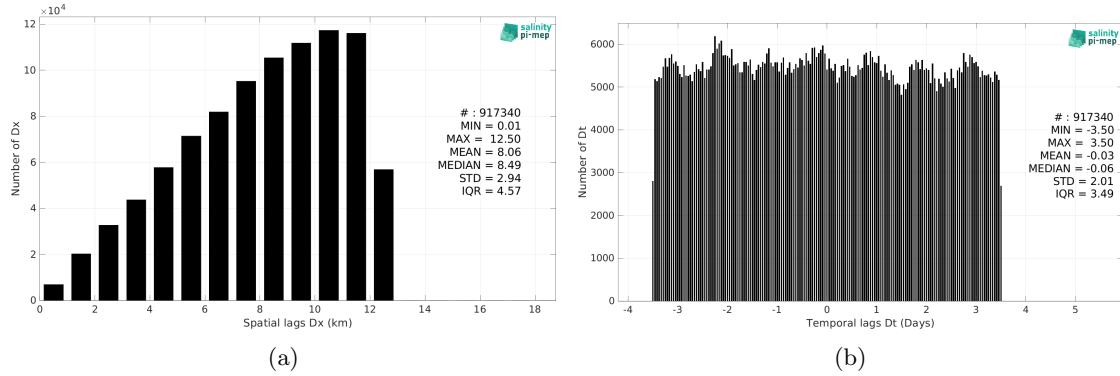 ×10⁴
12
10
8
6
4
2
0
Number of Dx
0 2 4 6 8 10 12 14 16 18
Spatial lags Dx (km)
salinity
pi-mep
# : 917340
MIN = 0.01
MAX = 12.50
MEAN = 8.06
MEDIAN = 8.49
STD = 2.94
IQR = 4.57
(a)
6000
5000
4000
3000
2000
1000
0
Number of Dt
-4 -3 -2 -1 0 1 2 3 4 5
Temporal lags Dt (Days)
salinity
pi-mep
# : 917340
MIN = -3.50
MAX = 3.50
MEAN = -0.03
MEDIAN = -0.06
STD = 2.01
IQR = 3.49
(b)